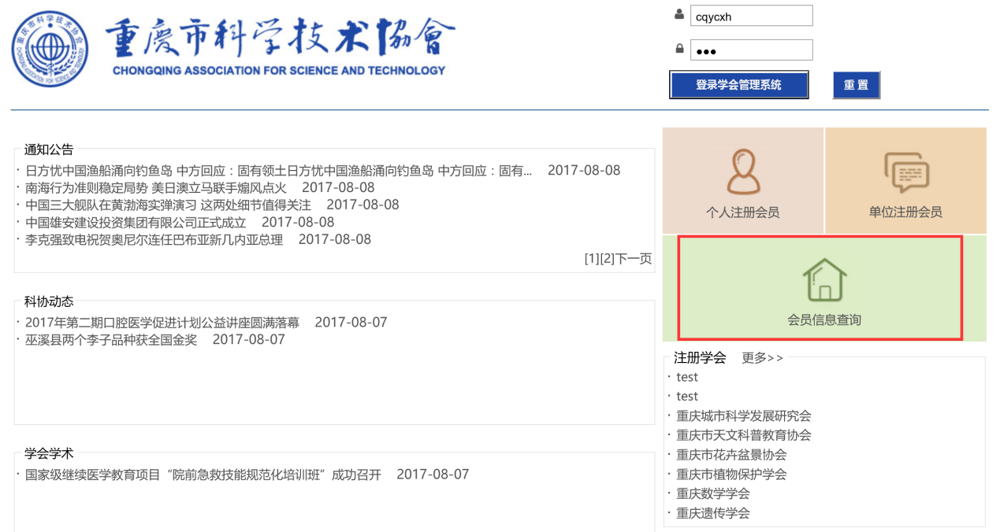 重庆市科学技术協會
CHONGQING ASSOCIATION FOR SCIENCE AND TECHNOLOGY
cqycxh
●●●
登录学会管理系统
重 置
通知公告
· 日方忧中国渔船涌向钓鱼岛 中方回应：固有领土日方忧中国渔船涌向钓鱼岛 中方回应：固有... 2017-08-08
· 南海行为准则稳定局势 美日澳立马联手煽风点火 2017-08-08
· 中国三大舰队在黄渤海实弹演习 这两处细节值得关注 2017-08-08
· 中国雄安建设投资集团有限公司正式成立 2017-08-08
· 李克强致电祝贺奥尼尔连任巴布亚新几内亚总理 2017-08-08
[1][2]下一页
科协动态
· 2017年第二期口腔医学促进计划公益讲座圆满落幕 2017-08-07
· 巫溪县两个李子品种获全国金奖 2017-08-07
学会学术
· 国家级继续医学教育项目“院前急救技能规范化培训班”成功召开 2017-08-07
个人注册会员
单位注册会员
会员信息查询
注册学会 更多>>
· test
· test
· 重庆城市科学发展研究会
· 重庆市天文科普教育协会
· 重庆市花卉盆景协会
· 重庆市植物保护学会
· 重庆数学学会
· 重庆遗传学会